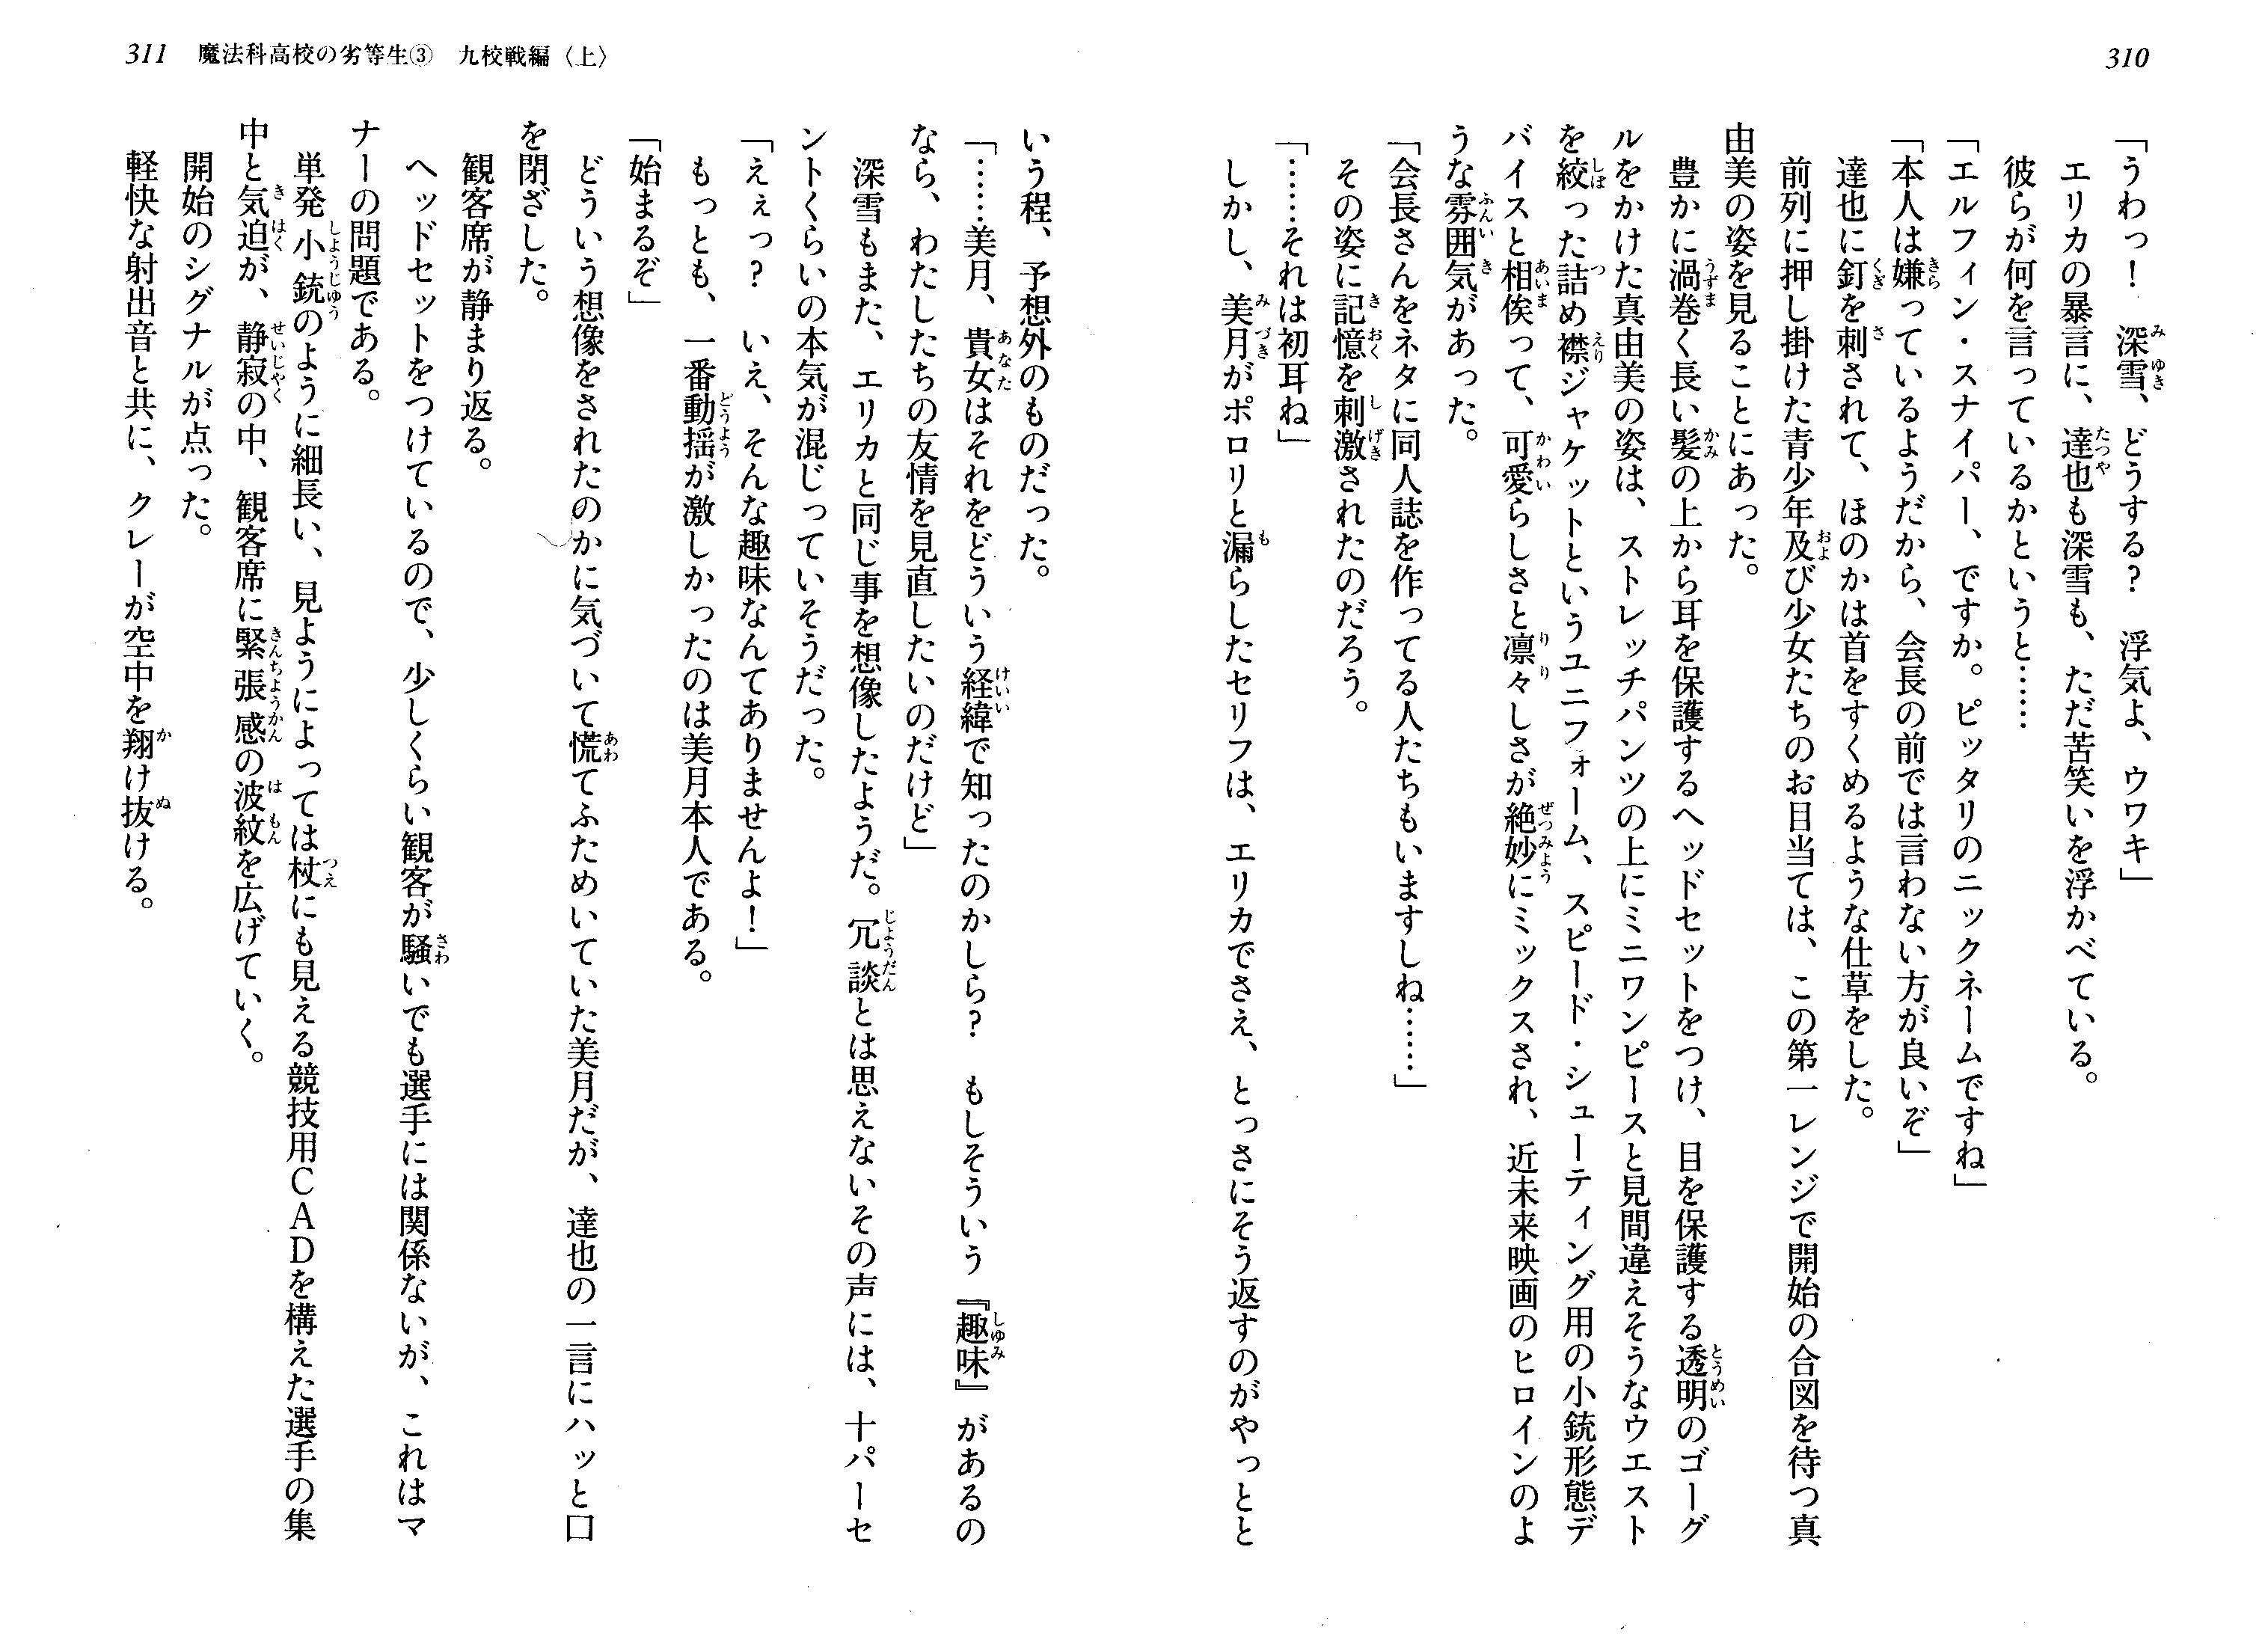 310
「うわっ！　深雪、どうする？　浮気よ、ウワキ」
エリカの暴言に、達也も深雪も、ただ苦笑いを浮かべている。
彼らが何を言っているかというと……
「エルフィン・スナイパー、ですか。ピッタリのニックネームですね」
「本人は嫌っているようだから、会長の前では言わない方が良いぞ」
達也に釘を刺されて、ほのかは首をすくめるような仕草をした。
前列に押し掛けた青少年及び少女たちのお目当ては、この第一レンジで開始の合図を待つ真
由美の姿を見ることにあった。
豊かに渦巻く長い髪の上から耳を保護するヘッドセットをつけ、目を保護する透明のゴーグ
ルをかけた真由美の姿は、ストレッチパンツの上にミニワンピースと見間違えそうなウエスト
を絞った詰め襟ジャケットというユニフォーム、スピード・シューティング用の小銃形態デ
バイスと相俟って、可愛らしさと凛々しさが絶妙にミックスされ、近未来映画のヒロインのよ
うな雰囲気があった。
「会長さんをネタに同人誌を作ってる人たちもいますしね……」
その姿に記憶を刺激されたのだろう。
「……それは初耳ね」
しかし、美月がポロリと漏らしたセリフは、エリカでさえ、とっさにそう返すのがやっとと
311　魔法科高校の劣等生③　九校戦編〈上〉
いう程、予想外のものだった。
「……美月、貴女はそれをどういう経緯で知ったのかしら？　もしそういう『趣味』があるの
なら、わたしたちの友情を見直したいのだけど」
深雪もまた、エリカと同じ事を想像したようだ。冗談とは思えないその声には、十パーセ
ントくらいの本気が混じっていそうだった。
「えぇっ？　いえ、そんな趣味なんてありませんよ！」
もっとも、一番動揺が激しかったのは美月本人である。
「始まるぞ」
どういう想像をされたのかに気づいて慌てふためいていた美月だが、達也の一言にハッと口
を閉ざした。
観客席が静まり返る。
ヘッドセットをつけているので、少しくらい観客が騒いでも選手には関係ないが、これはマ
ナーの問題である。
単発小銃のように細長い、見ようによっては杖にも見える競技用ＣＡＤを構えた選手の集
中と気迫が、静寂の中、観客席に緊張感の波紋を広げていく。
開始のシグナルが点った。
軽快な射出音と共に、クレーが空中を翔け抜ける。